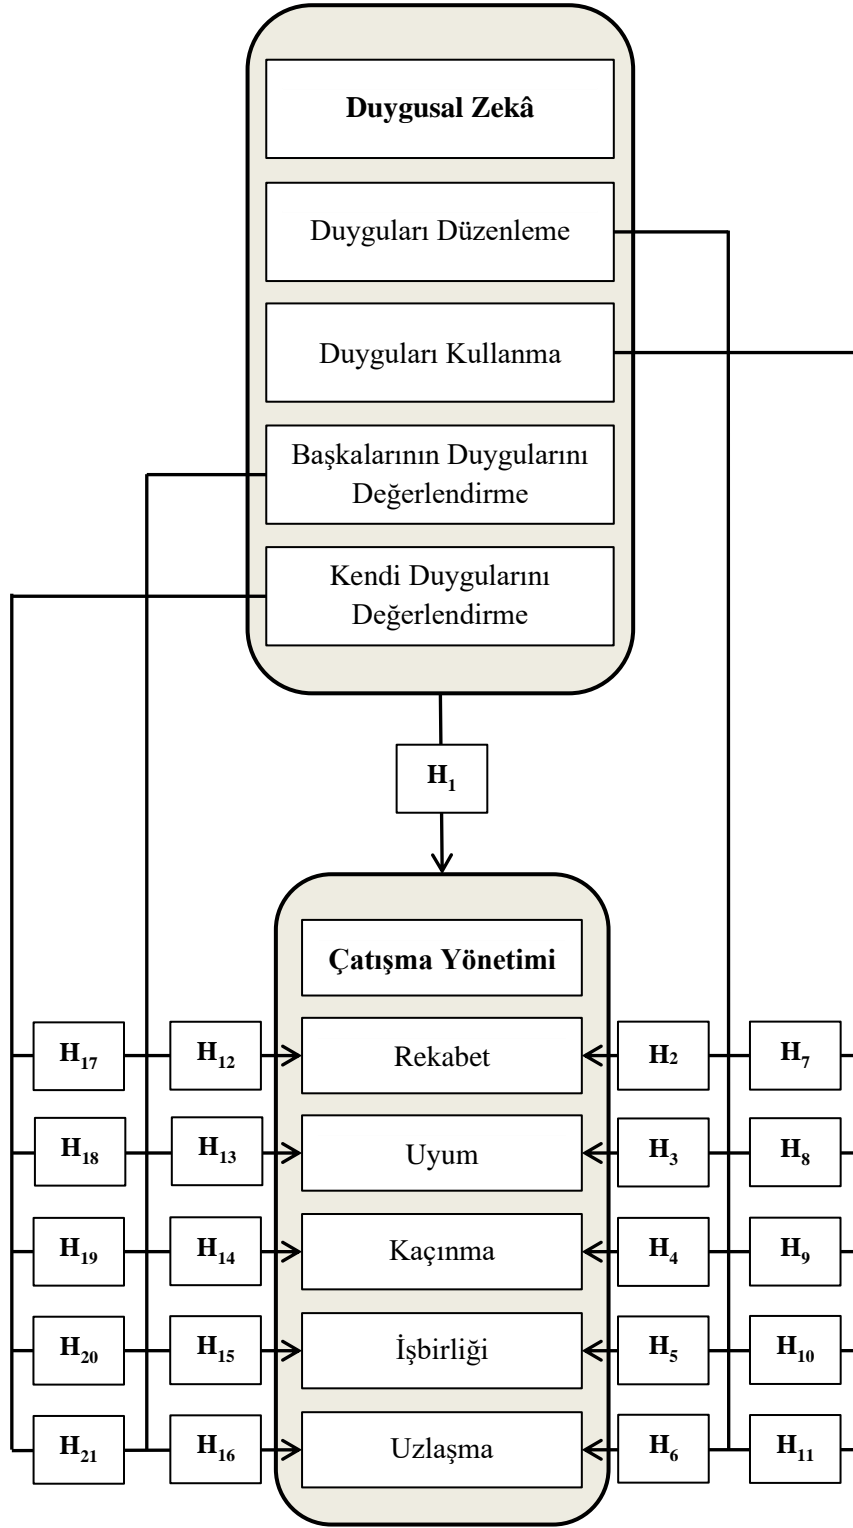 Duygusal Zekâ
Duyguları Düzenleme
Duyguları Kullanma
Başkalarının Duygularını
Değerlendirme
Kendi Duygularını
Değerlendirme
H₁
Çatışma Yönetimi
H₁₇ H₁₂ Rekabet H₂ H₇
H₁₈ H₁₃ Uyum H₃ H₈
H₁₉ H₁₄ Kaçınma H₄ H₉
H₂₀ H₁₅ İşbirliği H₅ H₁₀
H₂₁ H₁₆ Uzlaşma H₆ H₁₁